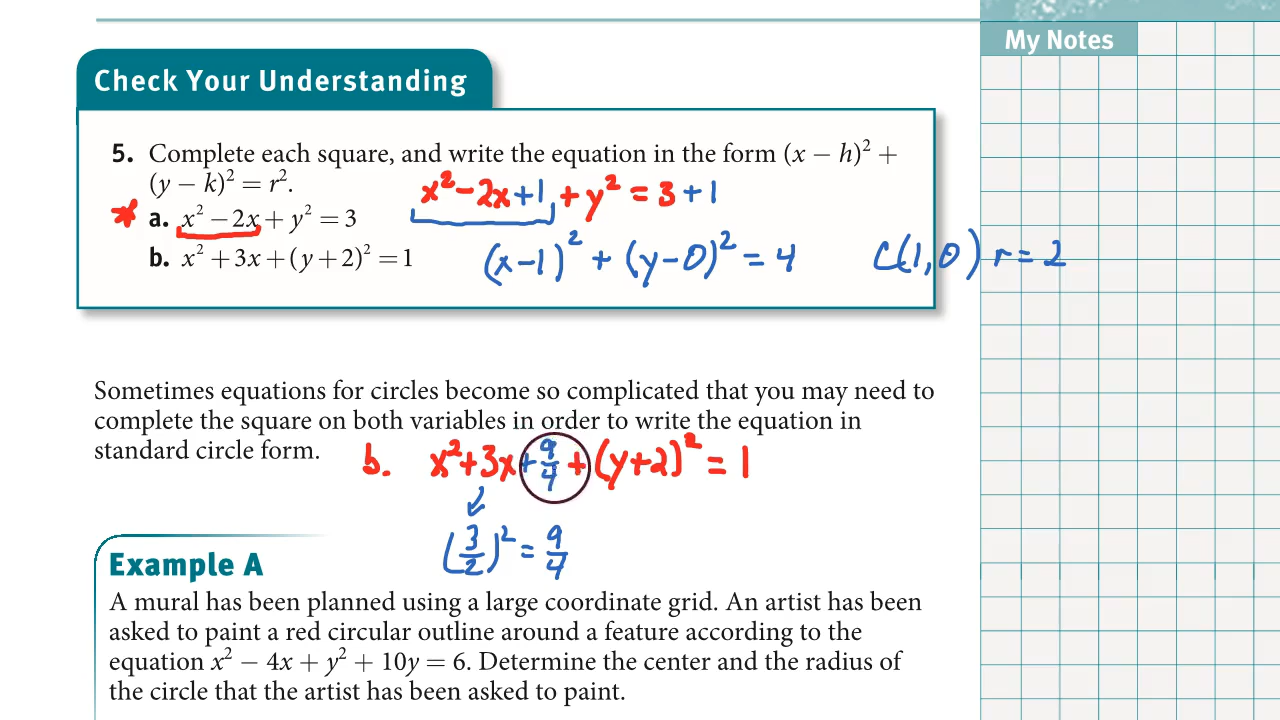 My Notes
Check Your Understanding
5. Complete each square, and write the equation in the form (x − h)² +
(y − k)² = r².
x² − 2x + 1 + y² = 3 + 1
a. x² − 2x + y² = 3
b. x² + 3x + (y + 2)² = 1
(x − 1)² + (y − 0)² = 4 C(1, 0) r = 2
Sometimes equations for circles become so complicated that you may need to
complete the square on both variables in order to write the equation in
standard circle form.
b. x² + 3x + 9/4 + (y + 2)² = 1
(3/2)² = 9/4
Example A
A mural has been planned using a large coordinate grid. An artist has been
asked to paint a red circular outline around a feature according to the
equation x² − 4x + y² + 10y = 6. Determine the center and the radius of
the circle that the artist has been asked to paint.